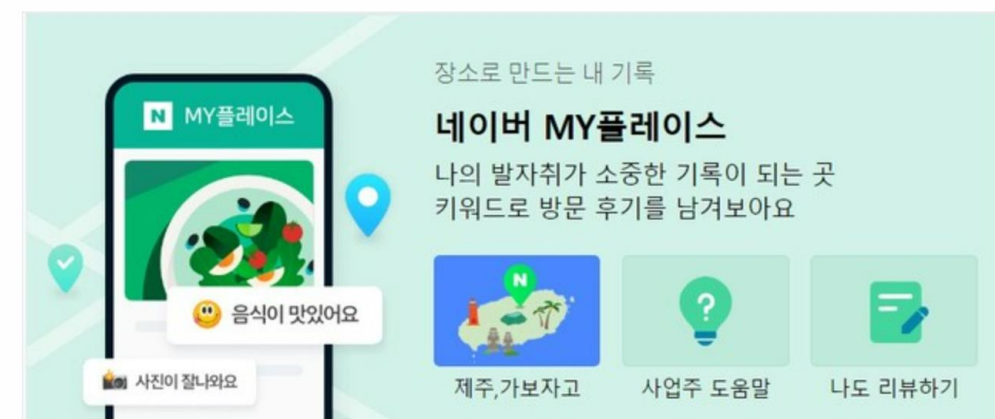 N MY플레이스
음식이 맛있어요
사진이 잘나와요
장소로 만드는 내 기록
네이버 MY플레이스
나의 발자취가 소중한 기록이 되는 곳
키워드로 방문 후기를 남겨보아요
N
?
제주,가보자고
사업주 도움말
나도 리뷰하기